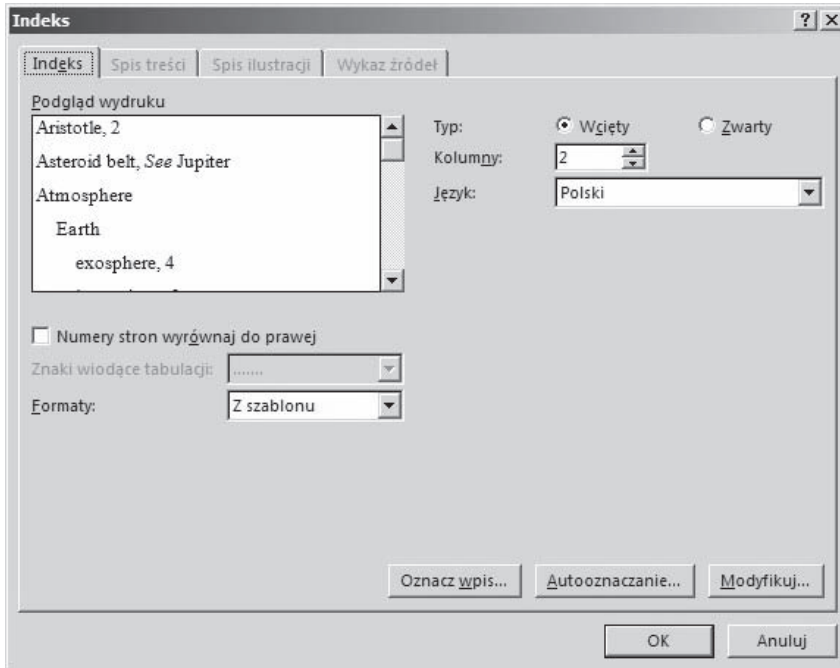 Indeks
Indeks Spis treści Spis ilustracji Wykaz źródeł
Podgląd wydruku
Aristotle, 2
Asteroid belt, See Jupiter
Atmosphere
Earth
exosphere, 4
Typ: Wcięty Zwarty
Kolumny: 2
Język: Polski
Numery stron wyrównaj do prawej
Znaki wiodące tabulacji: .......
Formaty: Z szablonu
Oznacz wpis... Autooznaczanie... Modyfikuj...
OK Anuluj